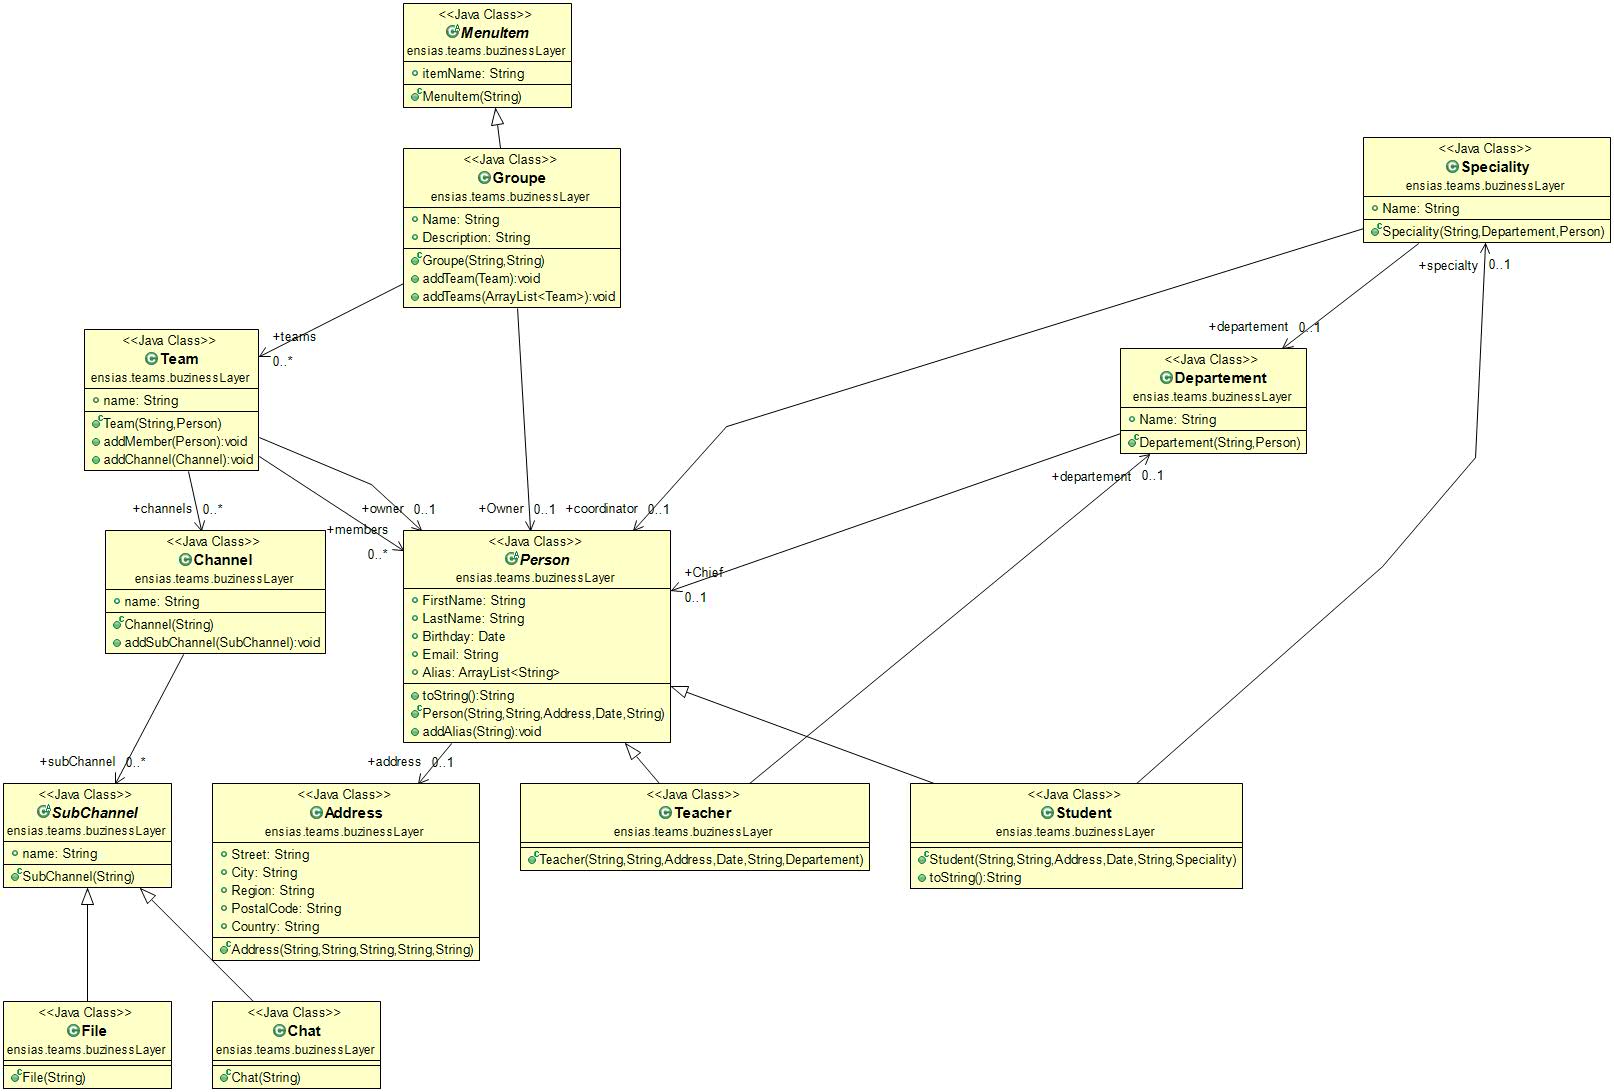 <<Java Class>>
MenuItem
ensias.teams.buzinessLayer
itemName: String
MenuItem(String)
<<Java Class>>
Groupe
ensias.teams.buzinessLayer
Name: String
Description: String
Groupe(String,String)
addTeam(Team):void
addTeams(ArrayList<Team>):void
<<Java Class>>
Speciality
ensias.teams.buzinessLayer
Name: String
Speciality(String,Departement,Person)
+specialty 0..1
+departement 0..1
+teams
0..*
<<Java Class>>
Team
ensias.teams.buzinessLayer
name: String
Team(String,Person)
addMember(Person):void
addChannel(Channel):void
<<Java Class>>
Departement
ensias.teams.buzinessLayer
Name: String
Departement(String,Person)
+departement 0..1
+channels 0..*
+owner 0..1
+members
0..*
+Owner 0..1
+coordinator 0..1
<<Java Class>>
Channel
ensias.teams.buzinessLayer
name: String
Channel(String)
addSubChannel(SubChannel):void
<<Java Class>>
Person
ensias.teams.buzinessLayer
FirstName: String
LastName: String
Birthday: Date
Email: String
Alias: ArrayList<String>
toString():String
Person(String,String,Address,Date,String)
addAlias(String):void
+Chief
0..1
+subChannel 0..*
+address 0..1
<<Java Class>>
SubChannel
ensias.teams.buzinessLayer
name: String
SubChannel(String)
<<Java Class>>
Address
ensias.teams.buzinessLayer
Street: String
City: String
Region: String
PostalCode: String
Country: String
Address(String,String,String,String,String)
<<Java Class>>
Teacher
ensias.teams.buzinessLayer
Teacher(String,String,Address,Date,String,Departement)
<<Java Class>>
Student
ensias.teams.buzinessLayer
Student(String,String,Address,Date,String,Speciality)
toString():String
<<Java Class>>
File
ensias.teams.buzinessLayer
File(String)
<<Java Class>>
Chat
ensias.teams.buzinessLayer
Chat(String)